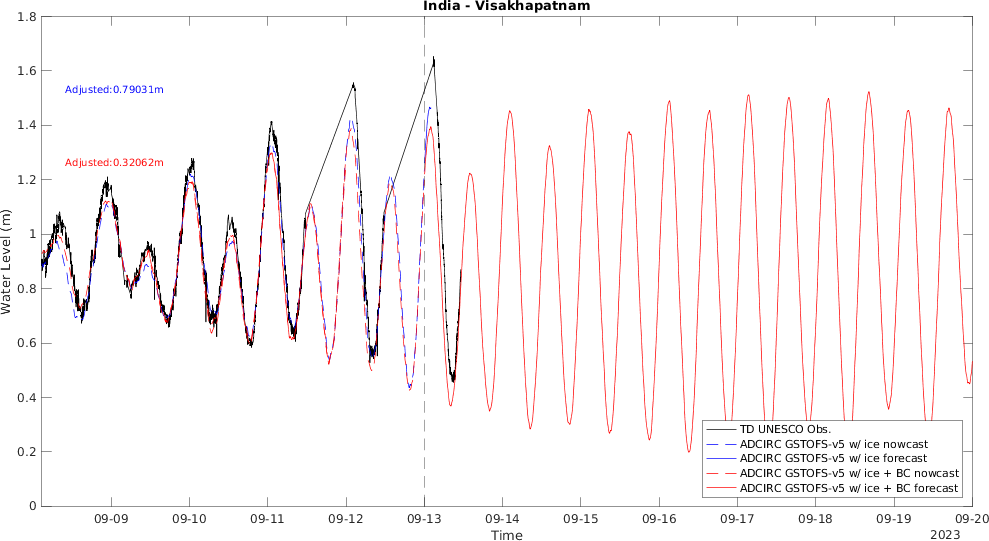 India - Visakhapatnam
1.8
1.6
1.4
1.2
1
0.8
0.6
0.4
0.2
0
Water Level (m)
Adjusted:0.79031m
Adjusted:0.32062m
TD UNESCO Obs.
ADCIRC GSTOFS-v5 w/ ice nowcast
ADCIRC GSTOFS-v5 w/ ice forecast
ADCIRC GSTOFS-v5 w/ ice + BC nowcast
ADCIRC GSTOFS-v5 w/ ice + BC forecast
09-09 09-10 09-11 09-12 09-13 09-14 09-15 09-16 09-17 09-18 09-19 09-20
Time
2023